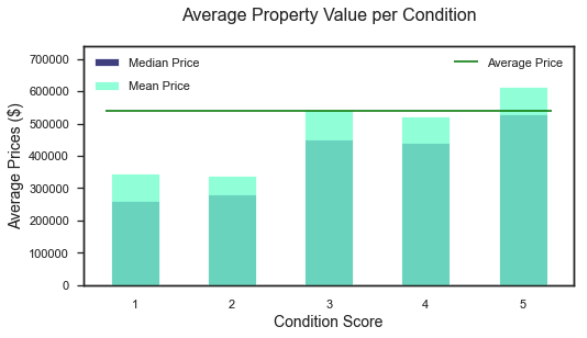 Average Property Value per Condition
Average Prices ($)
700000
600000
500000
400000
300000
200000
100000
0
Median Price
Mean Price
Average Price
1 2 3 4 5
Condition Score